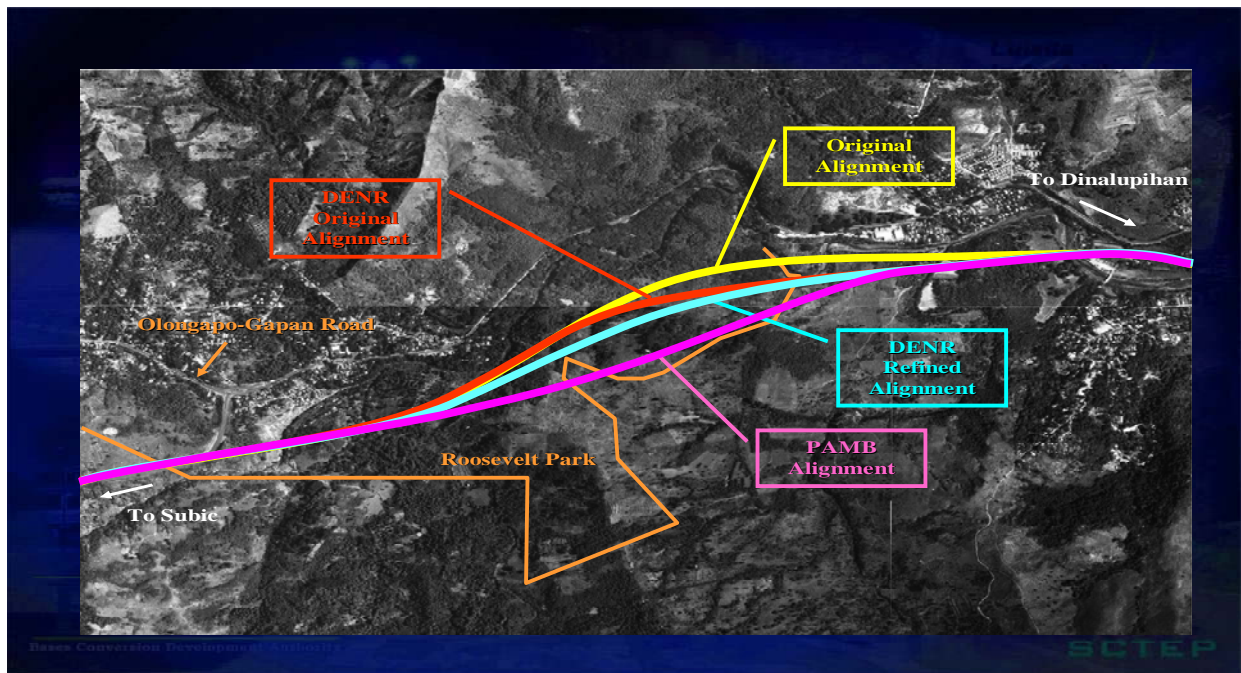 Original
Alignment
To Dinalupihan
DENR
Original
Alignment
Olongapo-Gapan Road
DENR
Refined
Alignment
PAMB
Alignment
Roosevelt Park
To Subic
Bases Conversion Development Authority
SCTEP